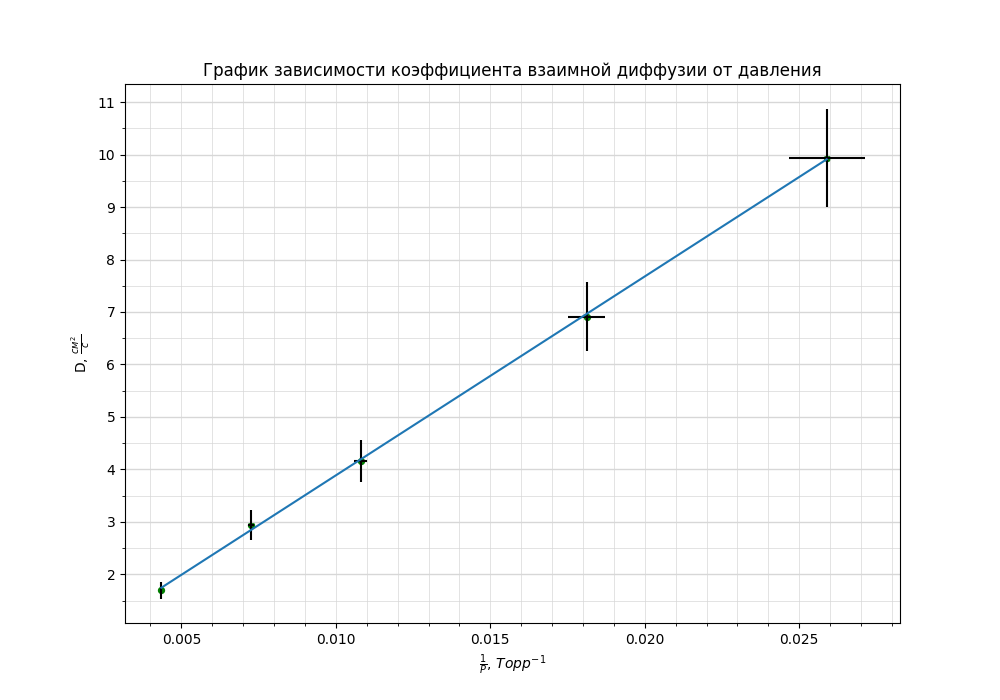 График зависимости коэффициента взаимной диффузии от давления
11
10
9
8
7
6
5
4
3
2
D, см²/с
0.005 0.010 0.015 0.020 0.025
1/P, Торр⁻¹